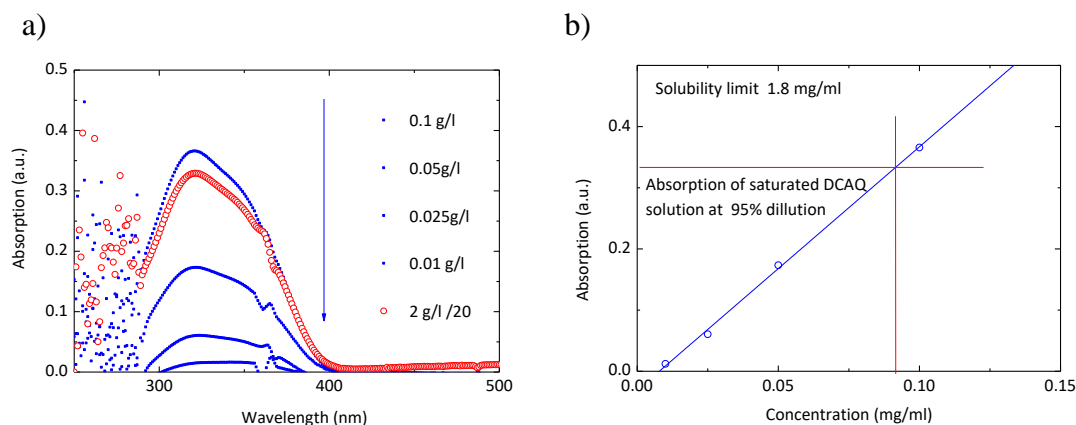 a)
Absorption (a.u.)
0.5
0.4
0.3
0.2
0.1
0.0
300
400
500
Wavelength (nm)
0.1 g/l
0.05g/l
0.025g/l
0.01 g/l
2 g/l /20
b)
Absorption (a.u.)
0.4
0.2
0.0
0.00
0.05
0.10
0.15
Concentration (mg/ml)
Solubility limit 1.8 mg/ml
Absorption of saturated DCAQ
solution at 95% dillution